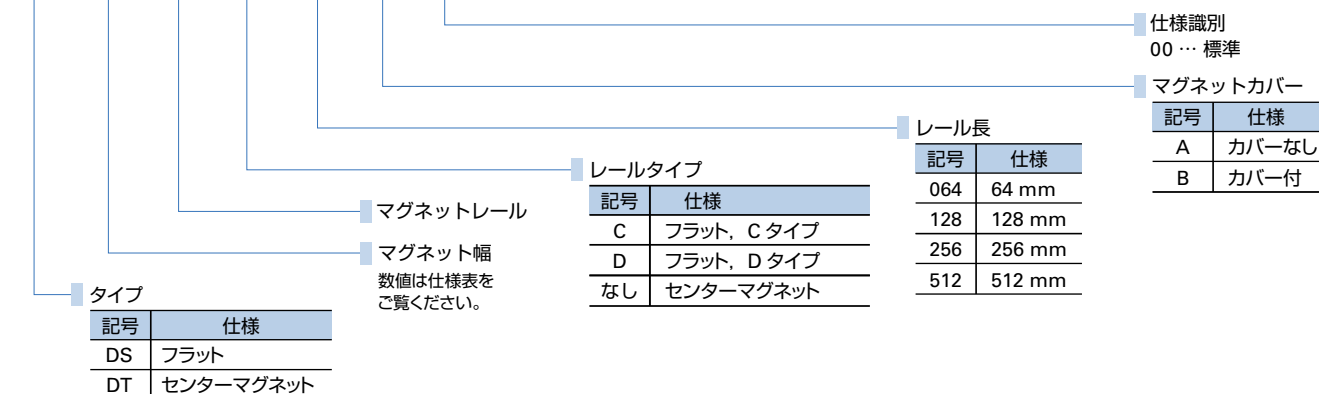 仕様識別
00 … 標準
マグネットカバー
記号 仕様
A カバーなし
B カバー付
レール長
記号 仕様
064 64 mm
128 128 mm
256 256 mm
512 512 mm
レールタイプ
記号 仕様
C フラット，C タイプ
D フラット，D タイプ
なし センターマグネット
マグネットレール
マグネット幅
数値は仕様表を
ご覧ください。
タイプ
記号 仕様
DS フラット
DT センターマグネット